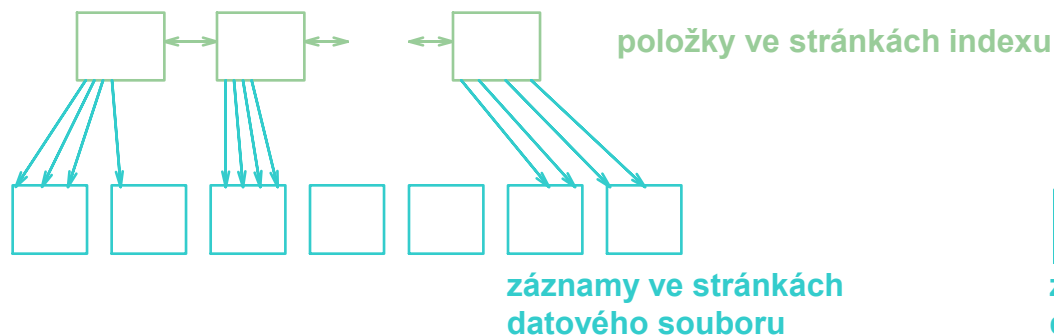 položky ve stránkách indexu
záznamy ve stránkách
datového souboru